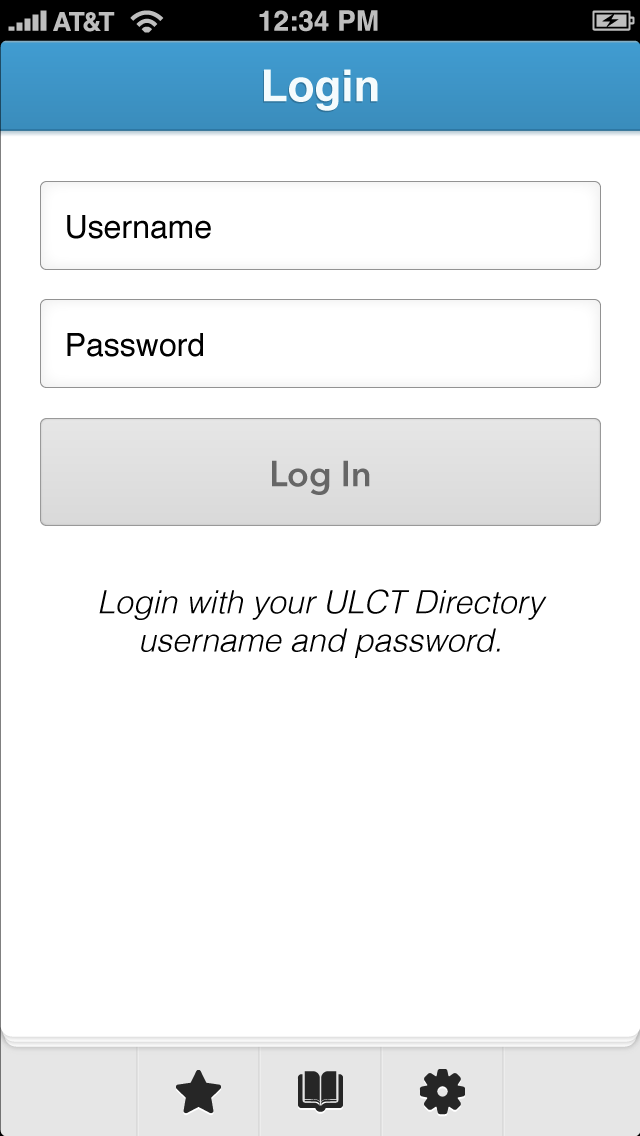 AT&T 12:34 PM
Login
Username
Password
Log In
Login with your ULCT Directory
username and password.